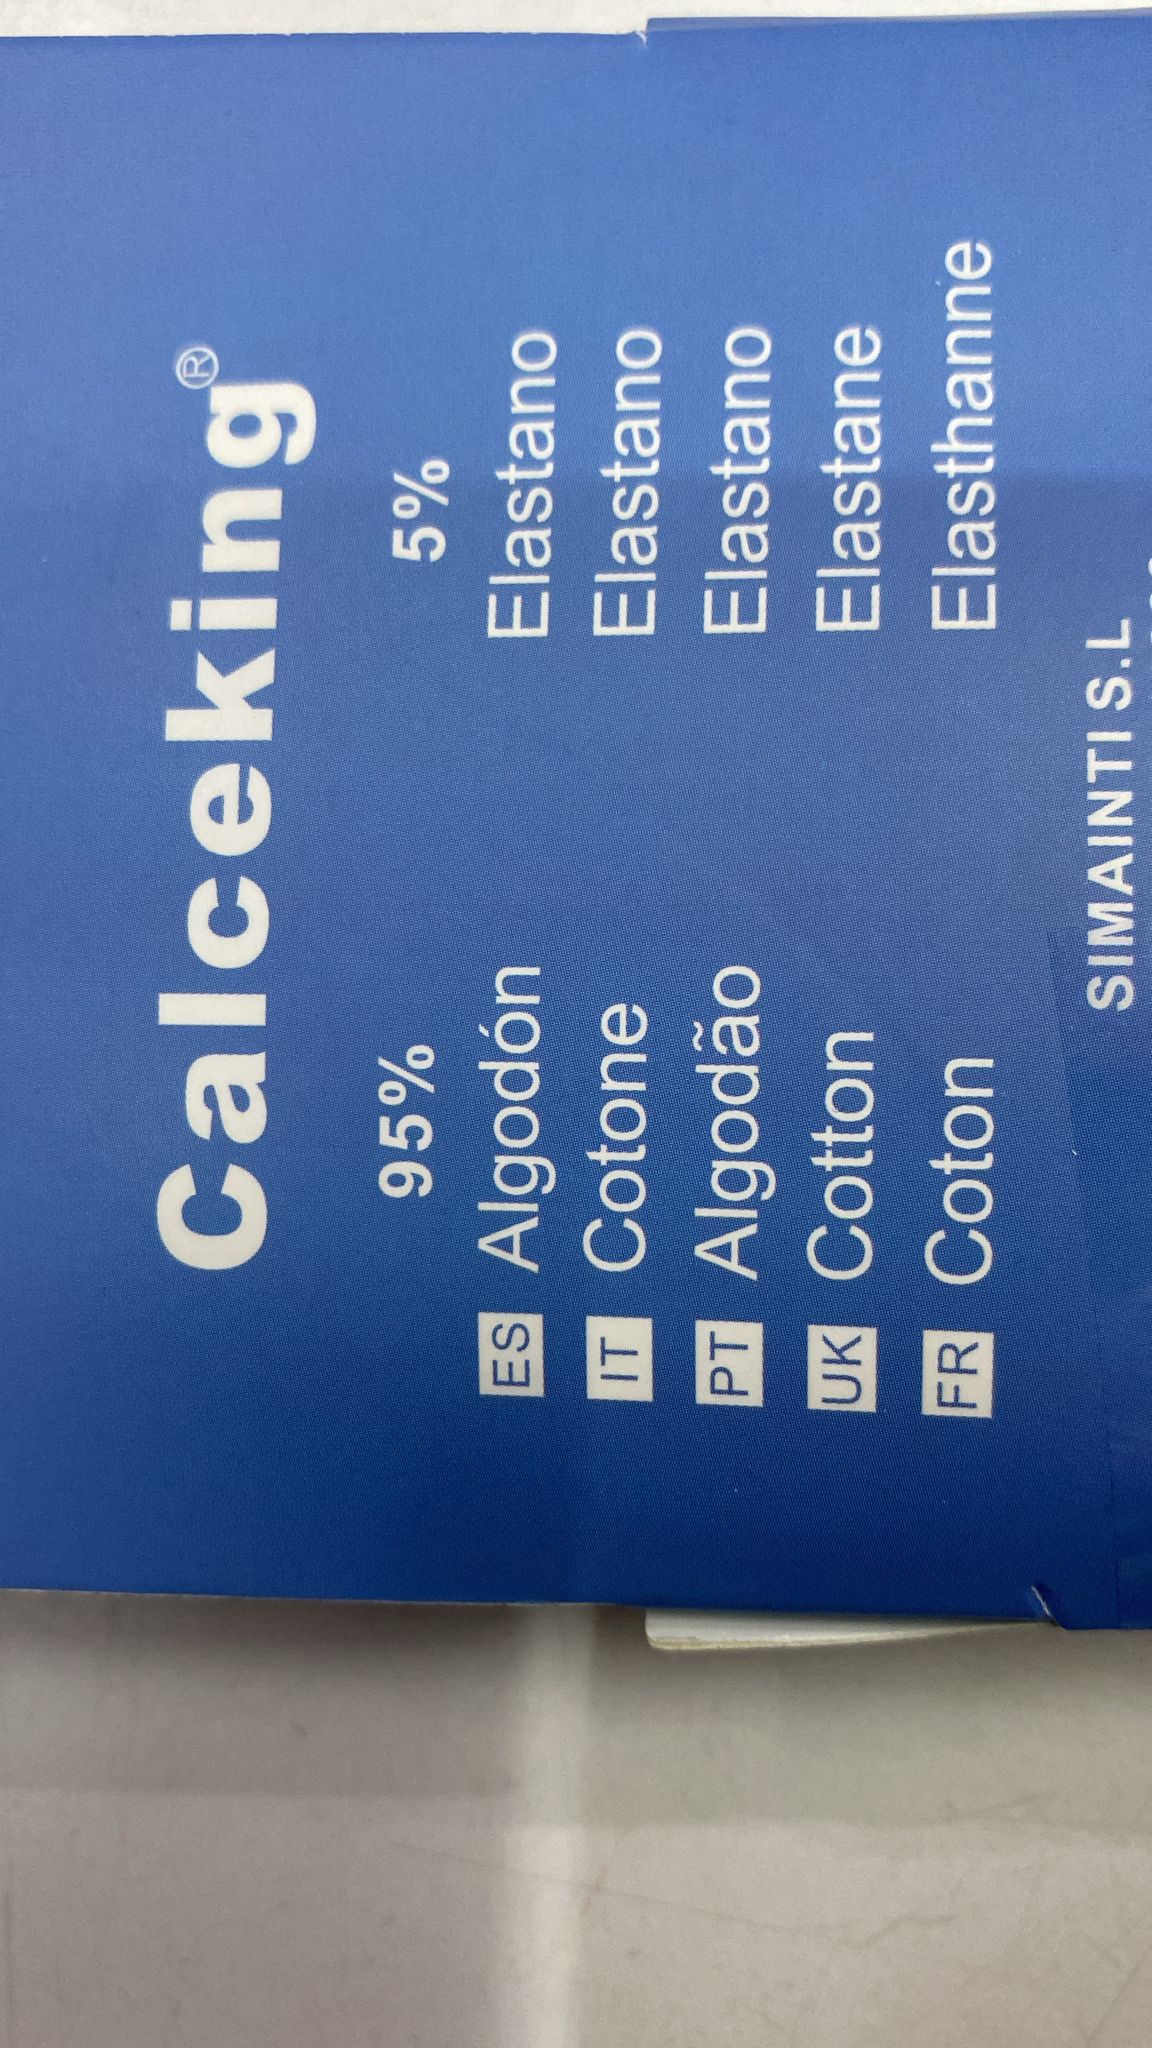 Calceking®
95% 5%
ES Algodón Elastano
IT Cotone Elastano
PT Algodão Elastano
UK Cotton Elastane
FR Coton Elasthanne
SIMAINTI S.L